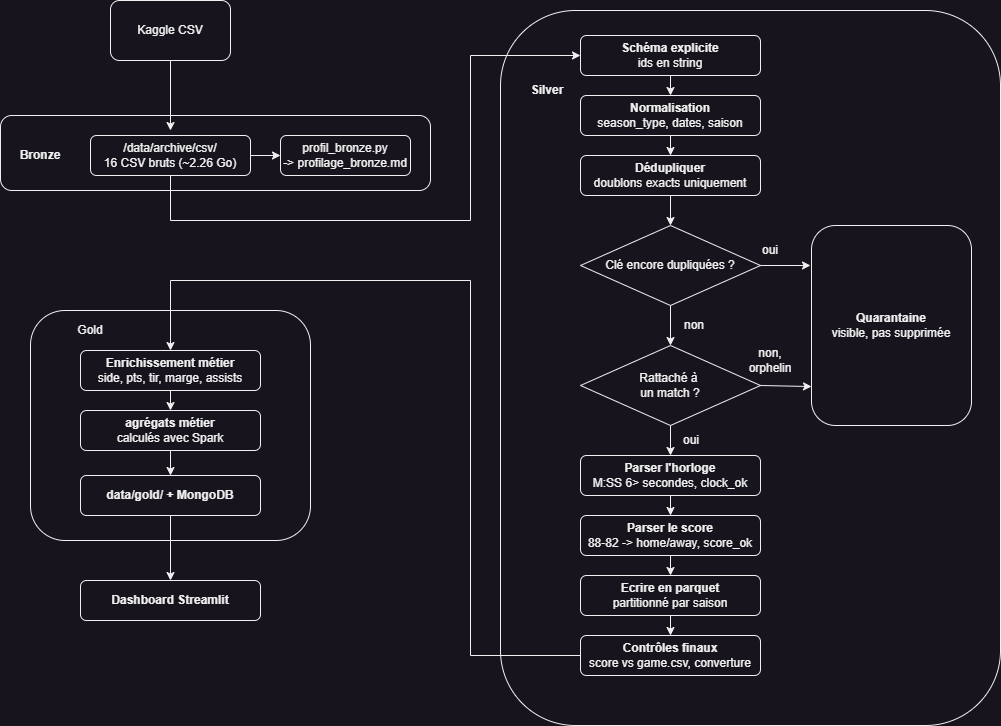 Kaggle CSV
Bronze
/data/archive/csv/
16 CSV bruts (~2.26 Go)
profil_bronze.py
-> profilage_bronze.md
Silver
Schéma explicite
ids en string
Normalisation
season_type, dates, saison
Dédupliquer
doublons exacts uniquement
Clé encore dupliquées ?
oui
non
Quarantaine
visible, pas supprimée
Rattaché à
un match ?
non,
orphelin
oui
Parser l'horloge
M:SS 6> secondes, clock_ok
Parser le score
88-82 -> home/away, score_ok
Ecrire en parquet
partitionné par saison
Contrôles finaux
score vs game.csv, converture
Gold
Enrichissement métier
side, pts, tir, marge, assists
agrégats métier
calculés avec Spark
data/gold/ + MongoDB
Dashboard Streamlit